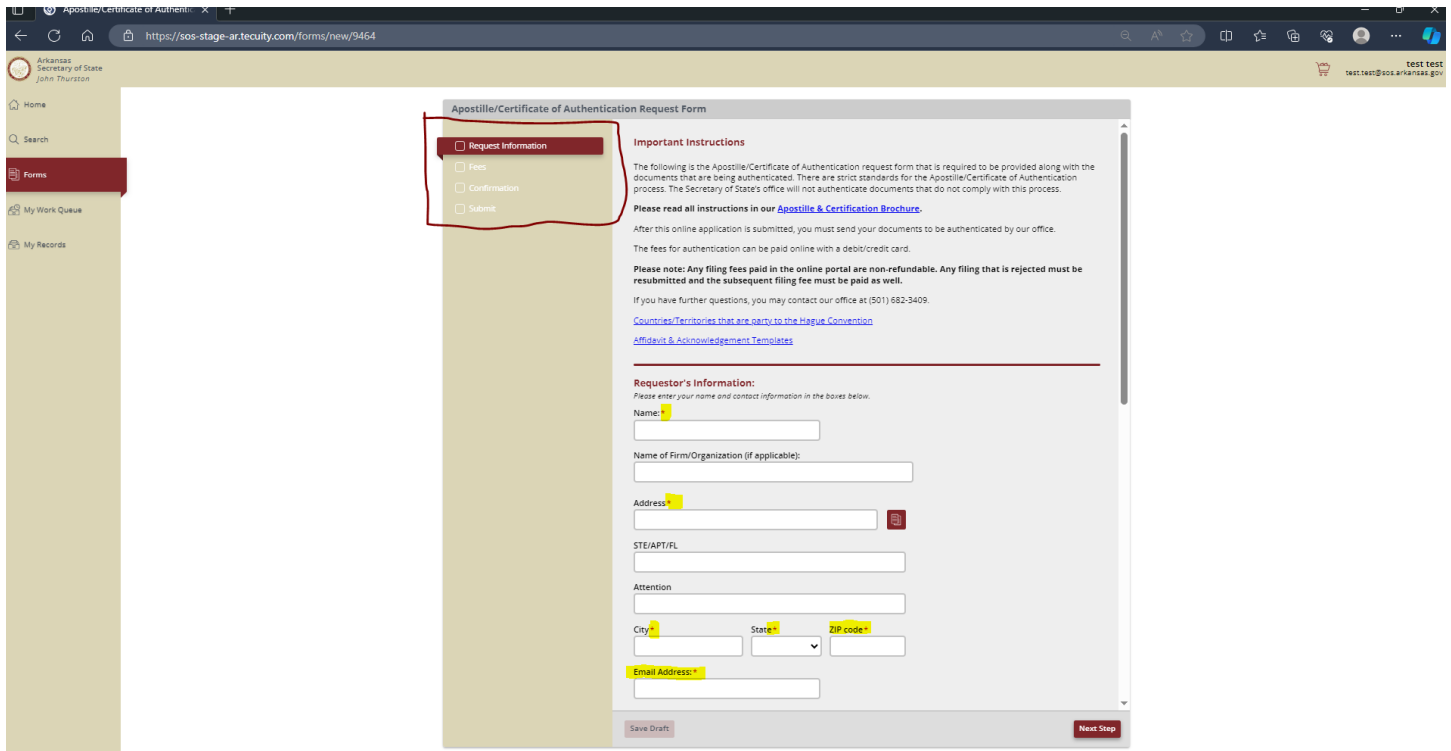 Apostille/Certificate of Authentic
https://sos-stage-ar.tecuity.com/forms/new/9464
Arkansas
Secretary of State
John Thurston
test test
test.test@sos.arkansas.gov
Home
Search
Forms
My Work Queue
My Records
Apostille/Certificate of Authentication Request Form
Request Information
Fees
Confirmation
Submit
Important Instructions
The following is the Apostille/Certificate of Authentication request form that is required to be provided along with the
documents that are being authenticated. There are strict standards for the Apostille/Certificate of Authentication
process. The Secretary of State's office will not authenticate documents that do not comply with this process.
Please read all instructions in our Apostille & Certification Brochure.
After this online application is submitted, you must send your documents to be authenticated by our office.
The fees for authentication can be paid online with a debit/credit card.
Please note: Any filing fees paid in the online portal are non-refundable. Any filing that is rejected must be
resubmitted and the subsequent filing fee must be paid as well.
If you have further questions, you may contact our office at (501) 682-3409.
Countries/Territories that are party to the Hague Convention
Affidavit & Acknowledgement Templates
Requestor's Information:
Please enter your name and contact information in the boxes below.
Name:*
Name of Firm/Organization (if applicable):
Address*
STE/APT/FL
Attention
City* State* ZIP code*
Email Address:*
Save Draft
Next Step